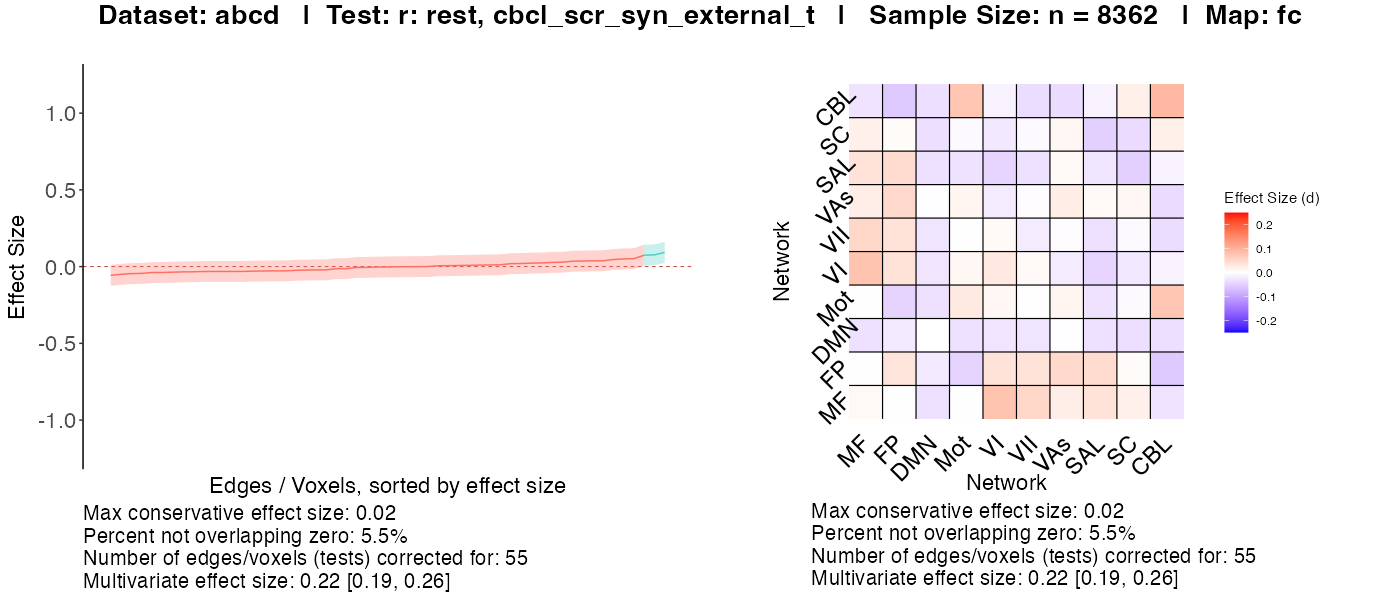 Dataset: abcd | Test: r: rest, cbcl_scr_syn_external_t | Sample Size: n = 8362 | Map: fc
Effect Size
1.0
0.5
0.0
-0.5
-1.0
Edges / Voxels, sorted by effect size
Max conservative effect size: 0.02
Percent not overlapping zero: 5.5%
Number of edges/voxels (tests) corrected for: 55
Multivariate effect size: 0.22 [0.19, 0.26]
Network
CBL
SC
SAL
VAs
VII
VI
Mot
DMN
FP
MF
MF
FP
DMN
Mot
VI
VII
VAs
SAL
SC
CBL
Network
Effect Size (d)
0.2
0.1
0.0
-0.1
-0.2
Max conservative effect size: 0.02
Percent not overlapping zero: 5.5%
Number of edges/voxels (tests) corrected for: 55
Multivariate effect size: 0.22 [0.19, 0.26]